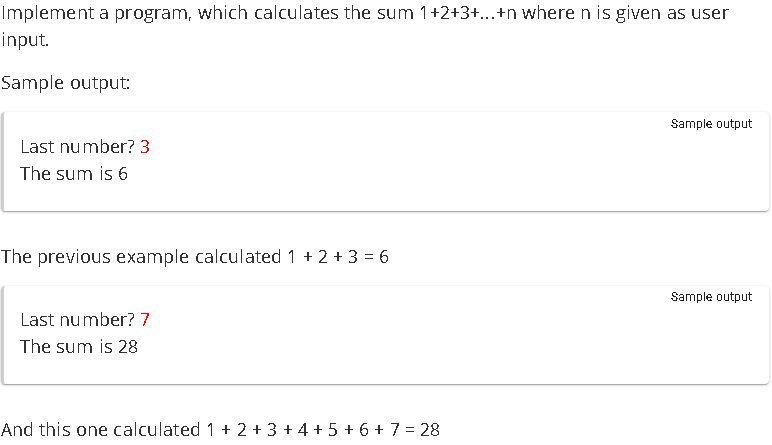 Implement a program, which calculates the sum 1+2+3+...+n where n is given as user
input.
Sample output:
Sample output
Last number? 3
The sum is 6
The previous example calculated 1 + 2 + 3 = 6
Sample output
Last number? 7
The sum is 28
And this one calculated 1 + 2 + 3 + 4 + 5 + 6 + 7 = 28